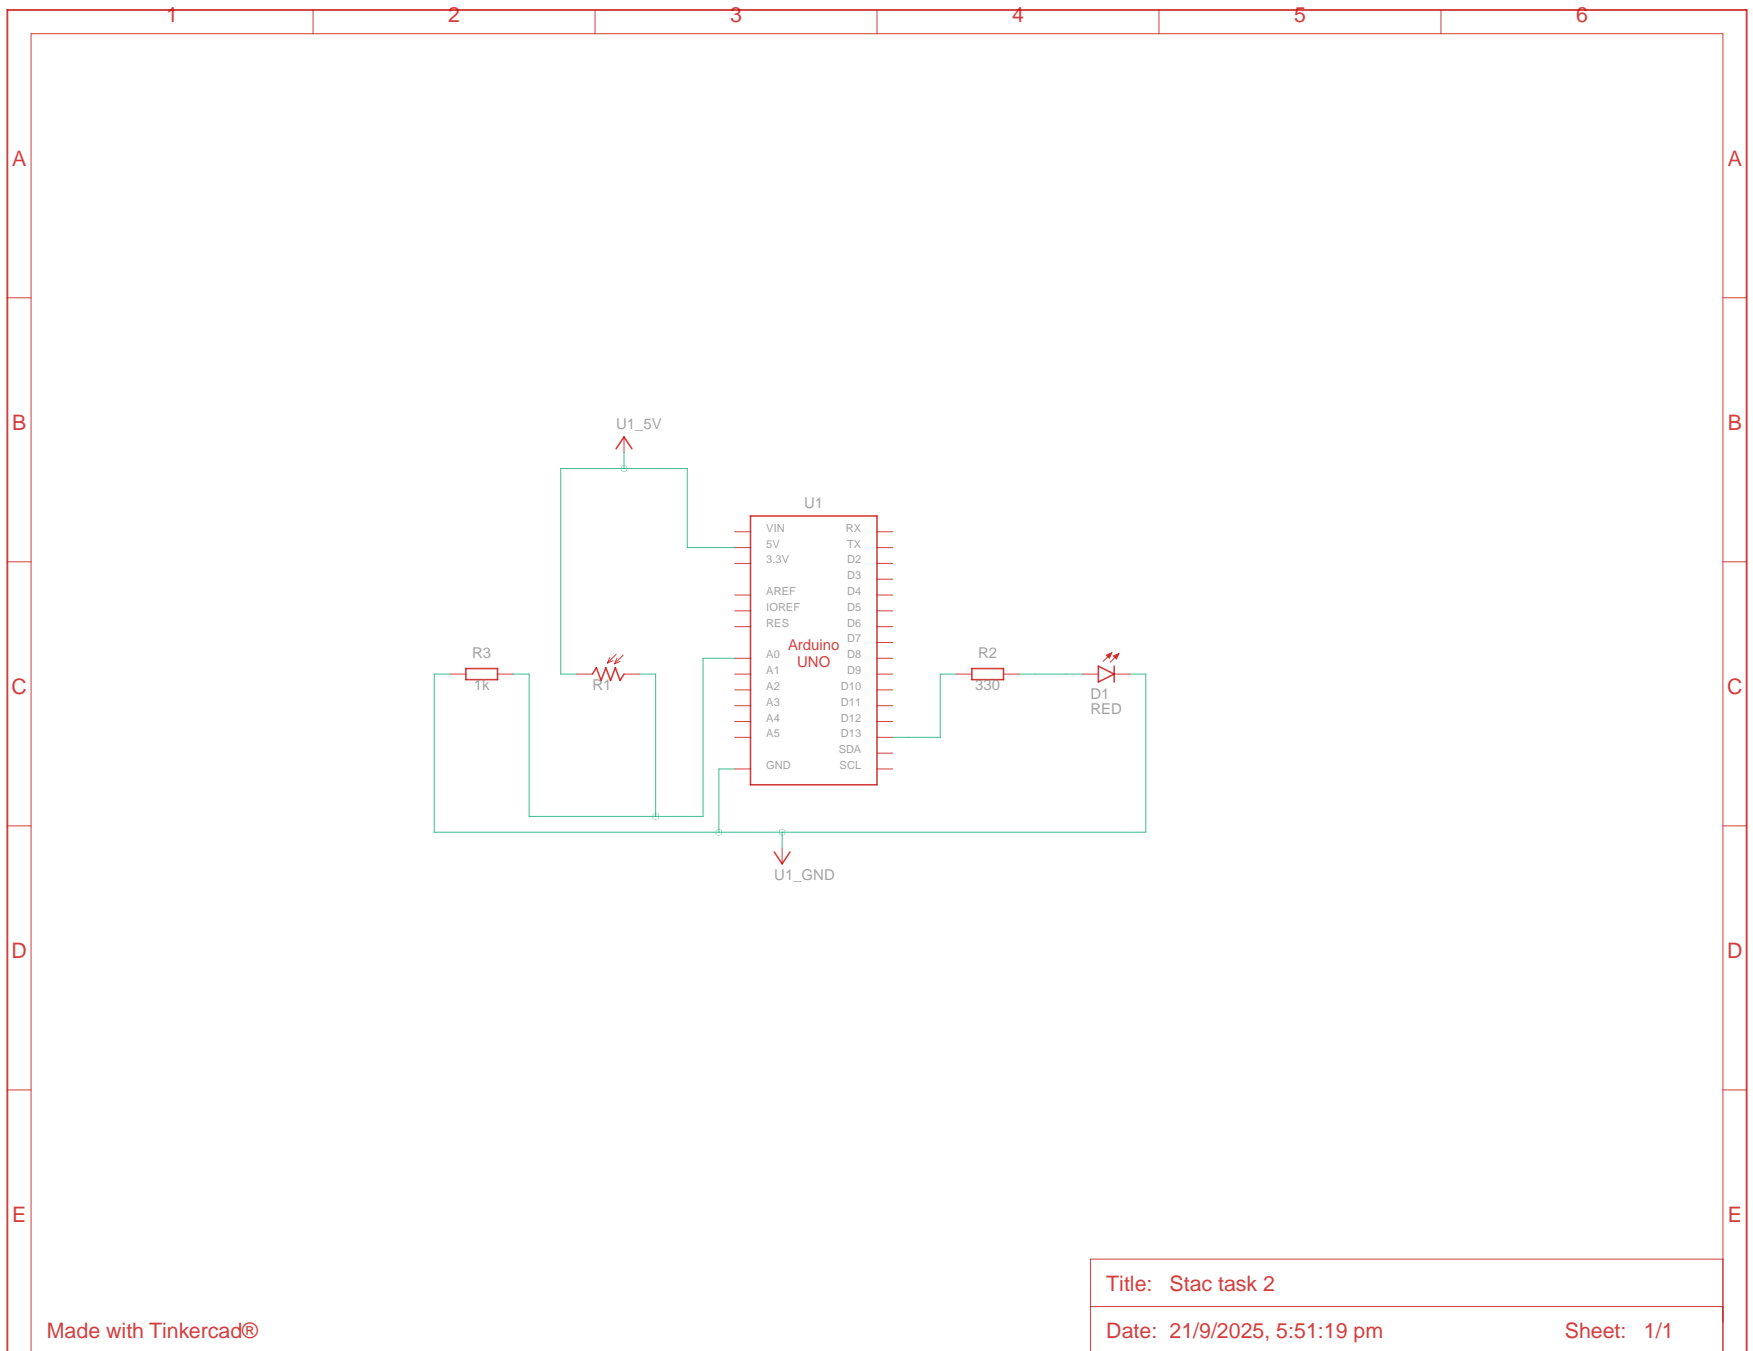 1 2 3 4 5 6
A A
B B
U1_5V
U1
VIN RX
5V TX
3.3V D2
D3
AREF D4
IOREF D5
RES D6
D7
Arduino
UNO
A0 D8
A1 D9
A2 D10
A3 D11
A4 D12
A5 D13
SDA
GND SCL
R3
1k
R1
R2
330
D1
RED
C C
U1_GND
D D
E E
Title: Stac task 2
Made with Tinkercad®
Date: 21/9/2025, 5:51:19 pm Sheet: 1/1